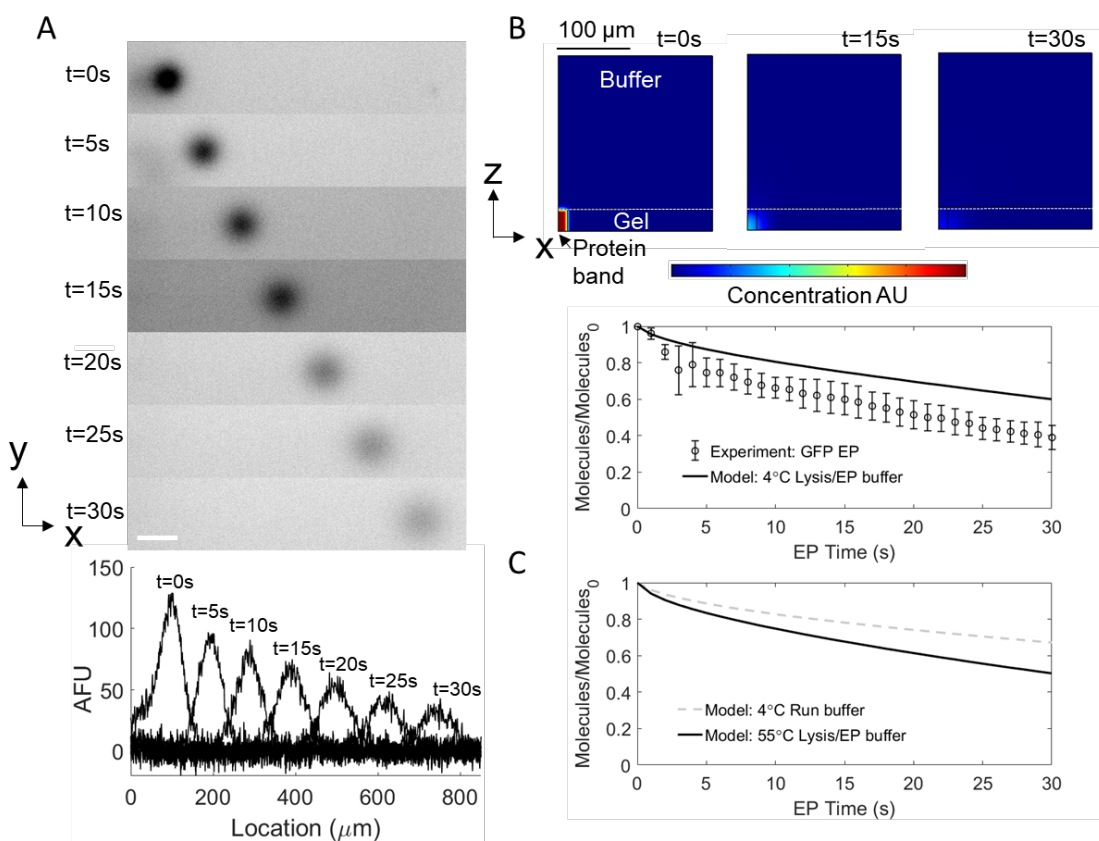 A
t=0s
t=5s
t=10s
t=15s
t=20s
t=25s
t=30s
y
x
150
100
50
0
AFU
t=0s
t=5s
t=10s
t=15s
t=20s
t=25s
t=30s
0 200 400 600 800
Location (μm)
B
100 μm
t=0s
t=15s
t=30s
Buffer
Gel
z
x
Protein
band
Concentration AU
1
0.8
0.6
0.4
0.2
0
Molecules/Molecules0
Experiment: GFP EP
Model: 4°C Lysis/EP buffer
0 5 10 15 20 25 30
EP Time (s)
C
1
0.8
0.6
0.4
0.2
0
Molecules/Molecules0
Model: 4°C Run buffer
Model: 55°C Lysis/EP buffer
0 5 10 15 20 25 30
EP Time (s)